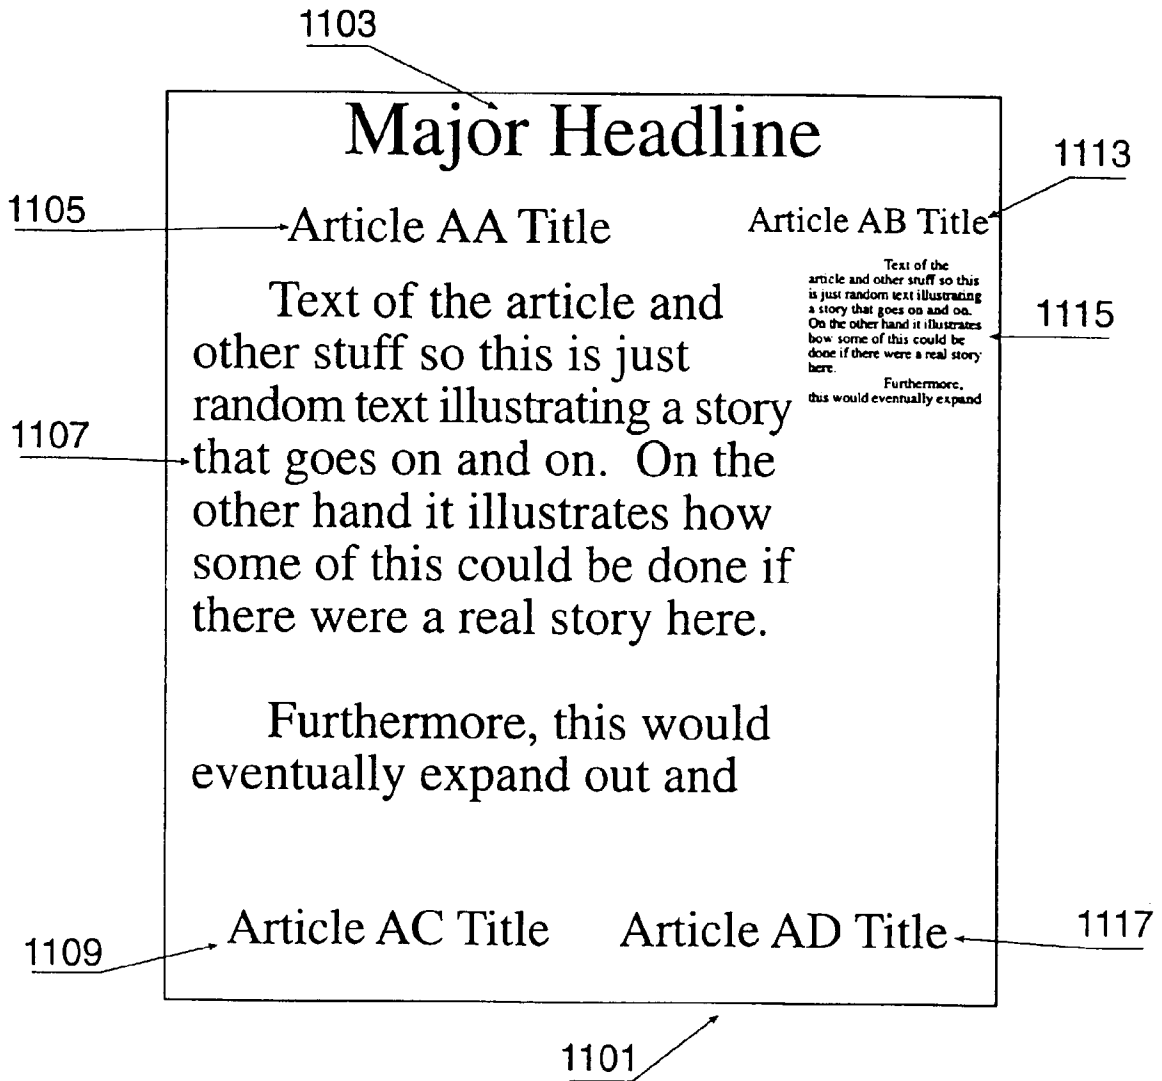 1103
Major Headline
1113
1105
Article AA Title
Article AB Title
Text of the article and
other stuff so this is just
random text illustrating a story
that goes on and on. On the
other hand it illustrates how
some of this could be done if
there were a real story here.
Furthermore, this would
eventually expand out and
1107
Text of the
article and other stuff so this
is just random text illustrating
a story that goes on and on.
On the other hand it illustrates
how some of this could be
done if there were a real story
here.
Furthermore,
this would eventually expand
1115
Article AC Title
Article AD Title
1109
1117
1101